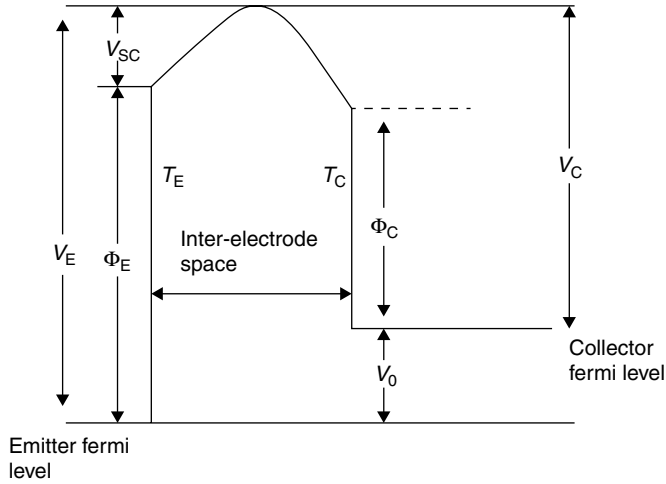 V_SC
T_E
T_C
V_C
Φ_C
Inter-electrode
space
V_E
Φ_E
V_0
Collector
fermi level
Emitter fermi
level